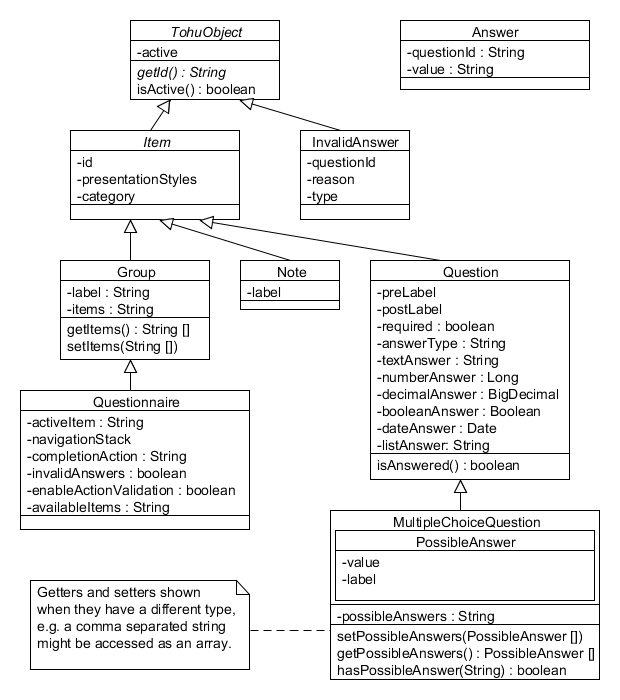 TohuObject
-active
getId() : String
isActive() : boolean
Answer
-questionId : String
-value : String
Item
-id
-presentationStyles
-category
InvalidAnswer
-questionId
-reason
-type
Group
-label : String
-items : String
getItems() : String []
setItems(String [])
Note
-label
Question
-preLabel
-postLabel
-required : boolean
-answerType : String
-textAnswer : String
-numberAnswer : Long
-decimalAnswer : BigDecimal
-booleanAnswer : Boolean
-dateAnswer : Date
-listAnswer: String
isAnswered() : boolean
Questionnaire
-activeItem : String
-navigationStack
-completionAction : String
-invalidAnswers : boolean
-enableActionValidation : boolean
-availableItems : String
MultipleChoiceQuestion
PossibleAnswer
-value
-label
-possibleAnswers : String
setPossibleAnswers(PossibleAnswer [])
getPossibleAnswers() : PossibleAnswer []
hasPossibleAnswer(String) : boolean
Getters and setters shown
when they have a different type,
e.g. a comma separated string
might be accessed as an array.